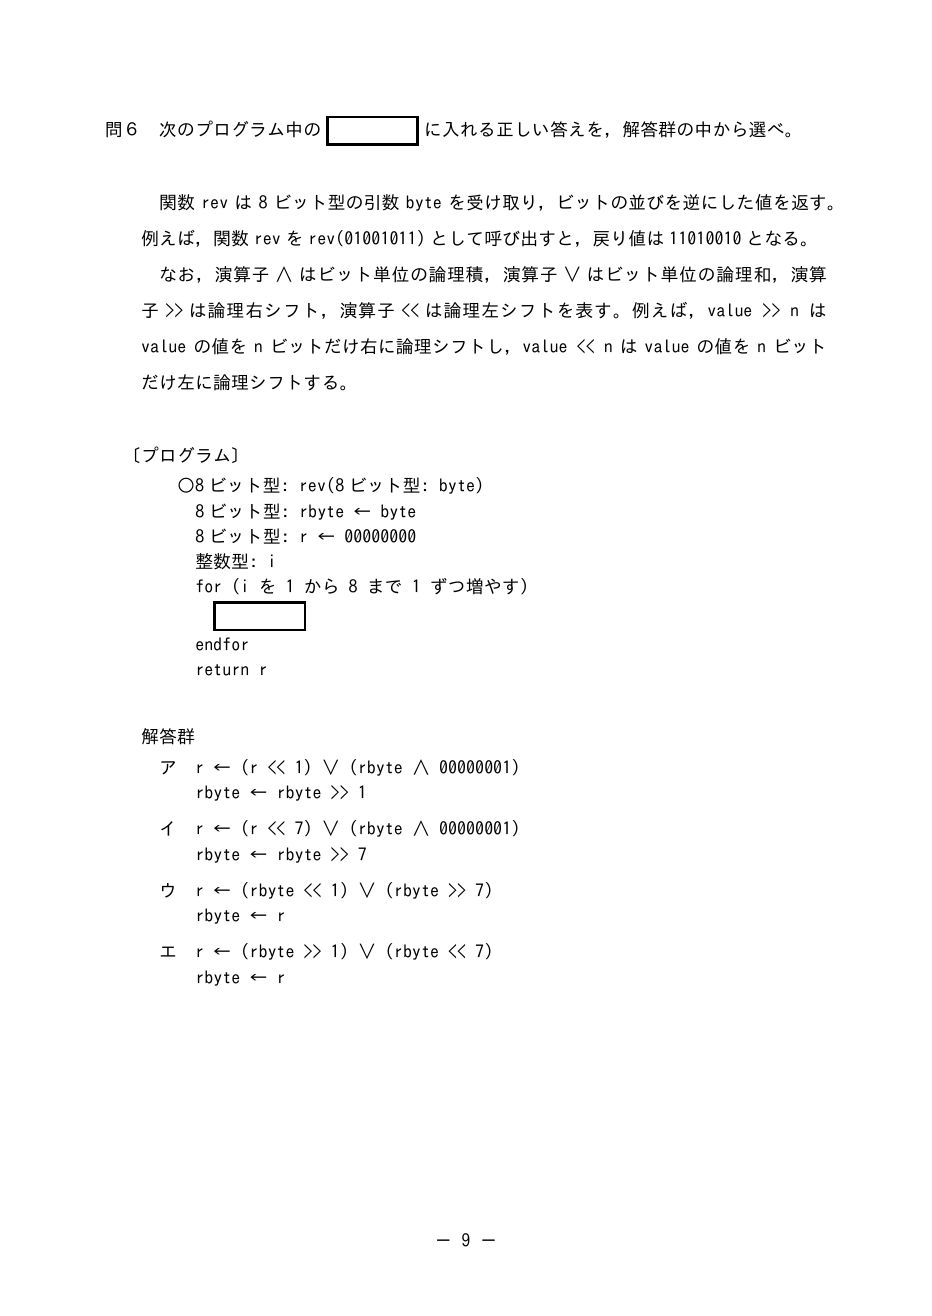 問6 次のプログラム中の に入れる正しい答えを，解答群の中から選べ。
関数 rev は 8 ビット型の引数 byte を受け取り，ビットの並びを逆にした値を返す。
例えば，関数 rev を rev(01001011) として呼び出すと，戻り値は 11010010 となる。
なお，演算子 ∧ はビット単位の論理積，演算子 ∨ はビット単位の論理和，演算
子 >> は論理右シフト，演算子 << は論理左シフトを表す。例えば，value >> n は
value の値を n ビットだけ右に論理シフトし，value << n は value の値を n ビット
だけ左に論理シフトする。
〔プログラム〕
○8 ビット型: rev(8 ビット型: byte)
8 ビット型: rbyte ← byte
8 ビット型: r ← 00000000
整数型: i
for (i を 1 から 8 まで 1 ずつ増やす)
endfor
return r
解答群
ア r ← (r << 1) ∨ (rbyte ∧ 00000001)
rbyte ← rbyte >> 1
イ r ← (r << 7) ∨ (rbyte ∧ 00000001)
rbyte ← rbyte >> 7
ウ r ← (rbyte << 1) ∨ (rbyte >> 7)
rbyte ← r
エ r ← (rbyte >> 1) ∨ (rbyte << 7)
rbyte ← r
－ 9 －